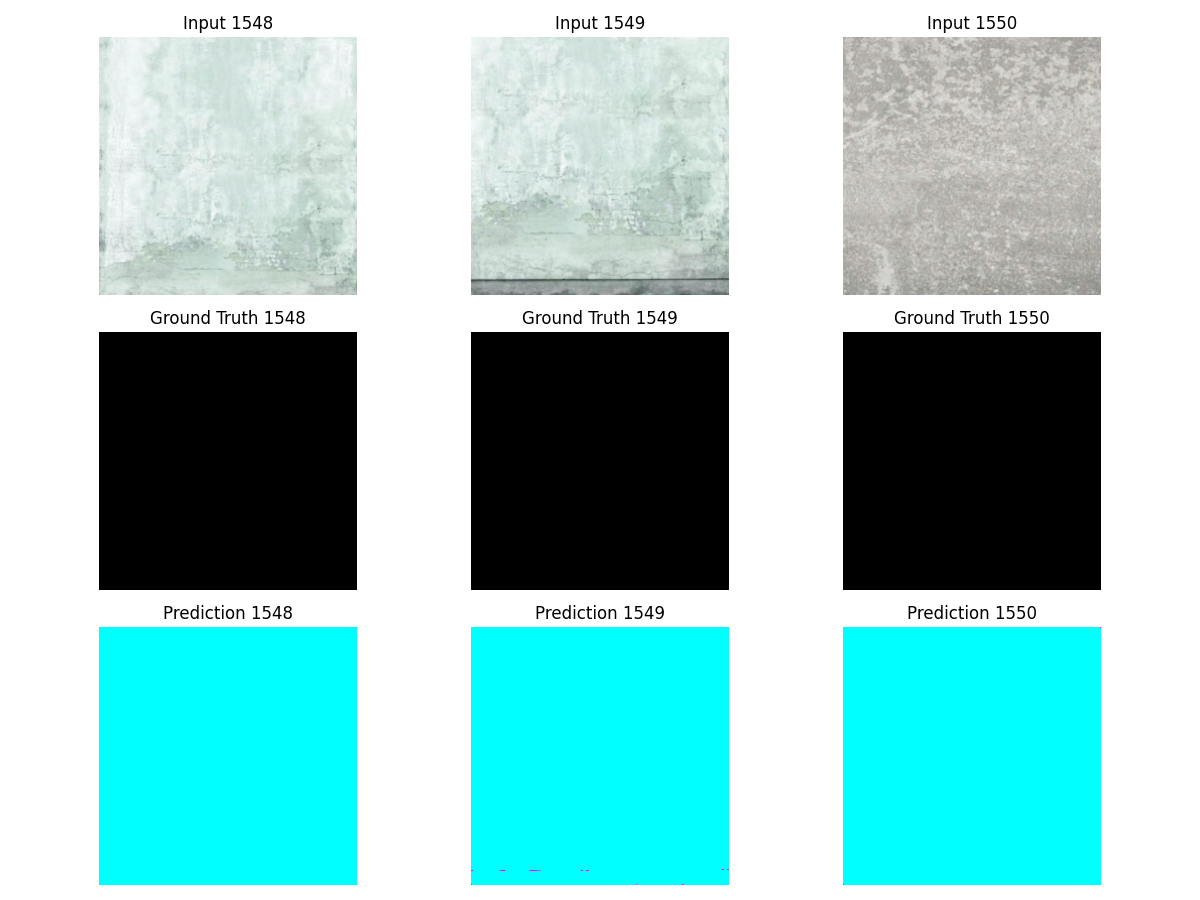 Input 1548
Input 1549
Input 1550
Ground Truth 1548
Ground Truth 1549
Ground Truth 1550
Prediction 1548
Prediction 1549
Prediction 1550